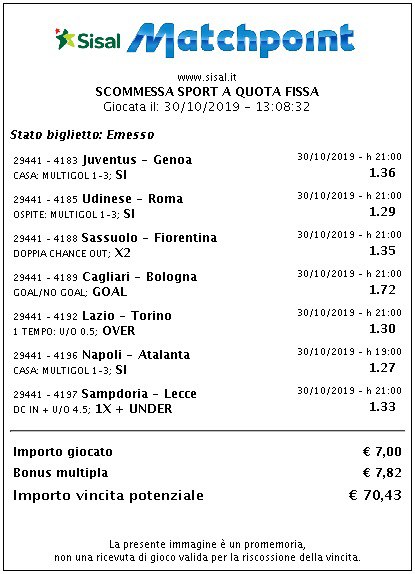 Sisal Matchpoint
www.sisal.it
SCOMMESSA SPORT A QUOTA FISSA
Giocata il: 30/10/2019 - 13:08:32
Stato biglietto: Emesso
29441 - 4183 Juventus - Genoa 30/10/2019 - h 21:00
CASA: MULTIGOL 1-3; SI 1.36
29441 - 4185 Udinese - Roma 30/10/2019 - h 21:00
OSPITE: MULTIGOL 1-3; SI 1.29
29441 - 4188 Sassuolo - Fiorentina 30/10/2019 - h 21:00
DOPPIA CHANCE OUT; X2 1.35
29441 - 4189 Cagliari - Bologna 30/10/2019 - h 21:00
GOAL/NO GOAL; GOAL 1.72
29441 - 4192 Lazio - Torino 30/10/2019 - h 21:00
1 TEMPO: U/O 0.5; OVER 1.30
29441 - 4196 Napoli - Atalanta 30/10/2019 - h 19:00
CASA: MULTIGOL 1-3; SI 1.27
29441 - 4197 Sampdoria - Lecce 30/10/2019 - h 21:00
DC IN + U/O 4.5; 1X + UNDER 1.33
Importo giocato € 7,00
Bonus multipla € 7,82
Importo vincita potenziale € 70,43
La presente immagine è un promemoria,
non una ricevuta di gioco valida per la riscossione della vincita.